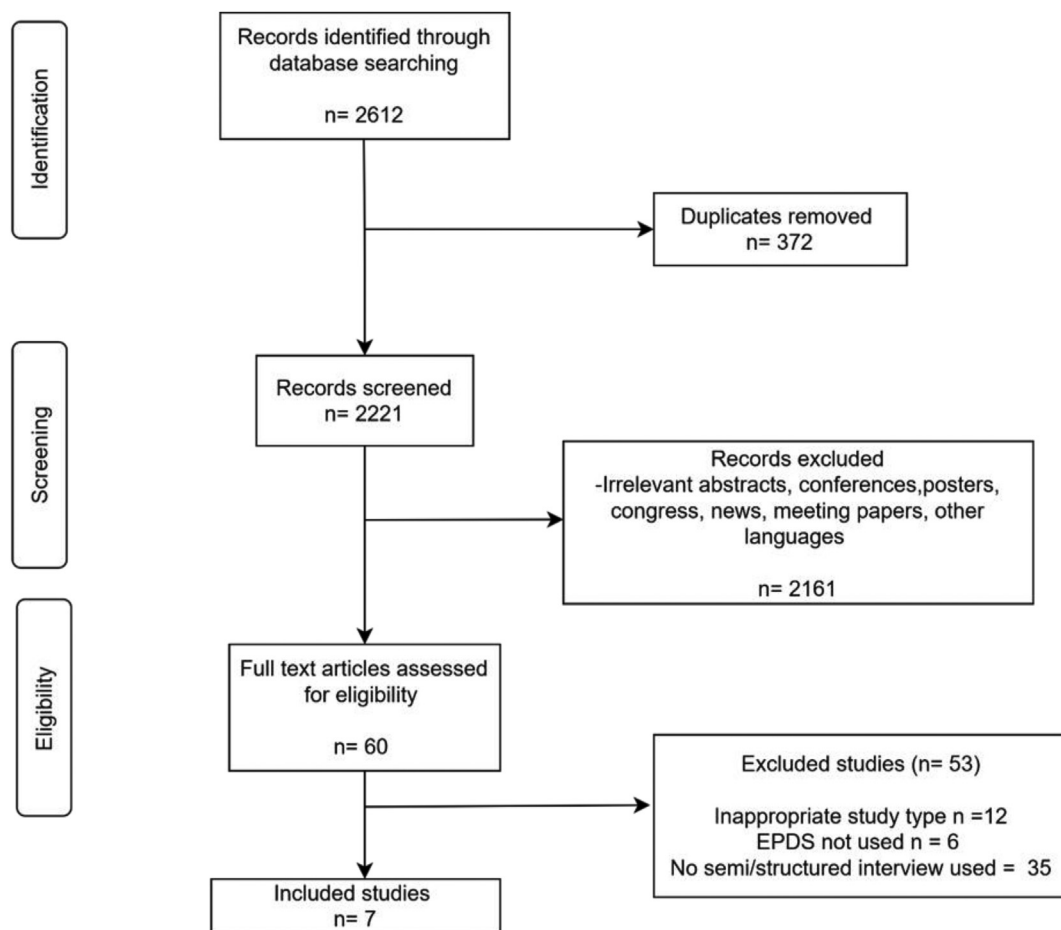 Identification
Records identified through
database searching
n= 2612
Duplicates removed
n= 372
Screening
Records screened
n= 2221
Records excluded
-Irrelevant abstracts, conferences,posters,
congress, news, meeting papers, other
languages
n= 2161
Eligibility
Full text articles assessed
for eligibility
n= 60
Excluded studies (n= 53)
Inappropriate study type n =12
EPDS not used n = 6
No semi/structured interview used =  35
Included studies
n= 7